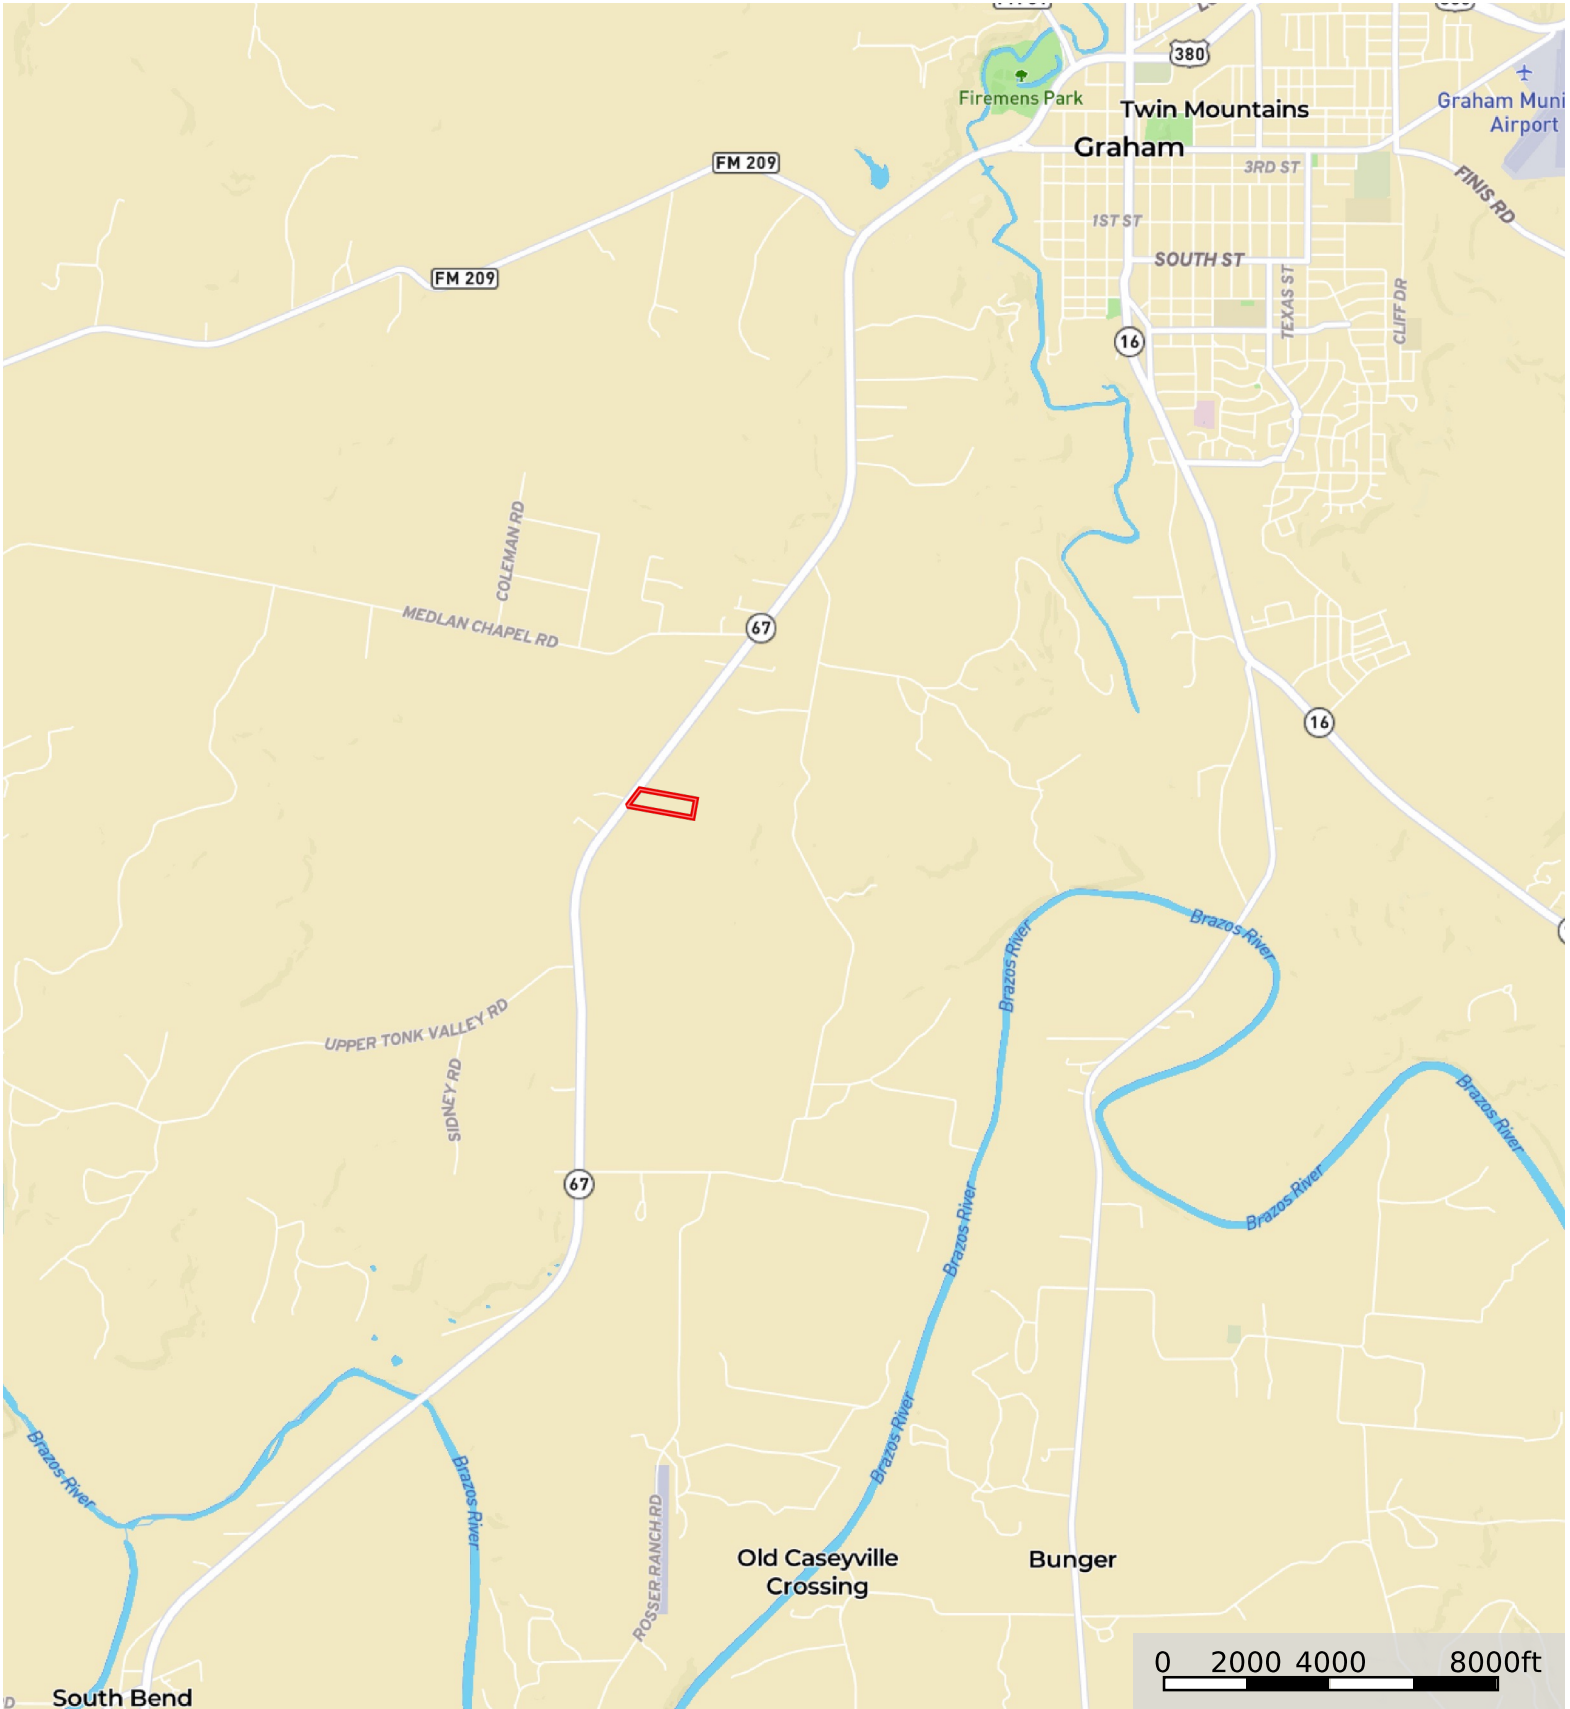 380
Firemens Park
Twin Mountains
Graham Muni
Airport
Graham
FM 209
3RD ST
FINIS RD
1ST ST
SOUTH ST
FM 209
TEXAS ST
CLIFF DR
16
COLEMAN RD
MEDLAN CHAPEL RD
67
16
Brazos River
Brazos River
UPPER TONK VALLEY RD
SIDNEY RD
Brazos River
67
Brazos River
Brazos River
Brazos River
Brazos River
Brazos River
ROSSER RANCH RD
Old Caseyville
Crossing
Bunger
0 2000 4000 8000ft
South Bend